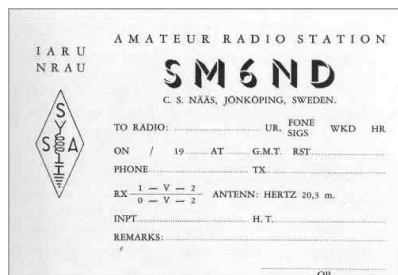 IARU
NRAU
AMATEUR RADIO STATION
SM6ND
C. S. NÄÄS, JÖNKÖPING, SWEDEN.
S
S A
TO RADIO: UR. FONE SIGS WKD HR
ON / 19 AT G.M.T. RST
PHONE TX
RX 1 — V — 2
0 — V — 2
ANTENN: HERTZ 20,3 m.
INPT. H. T.
REMARKS:
OP.